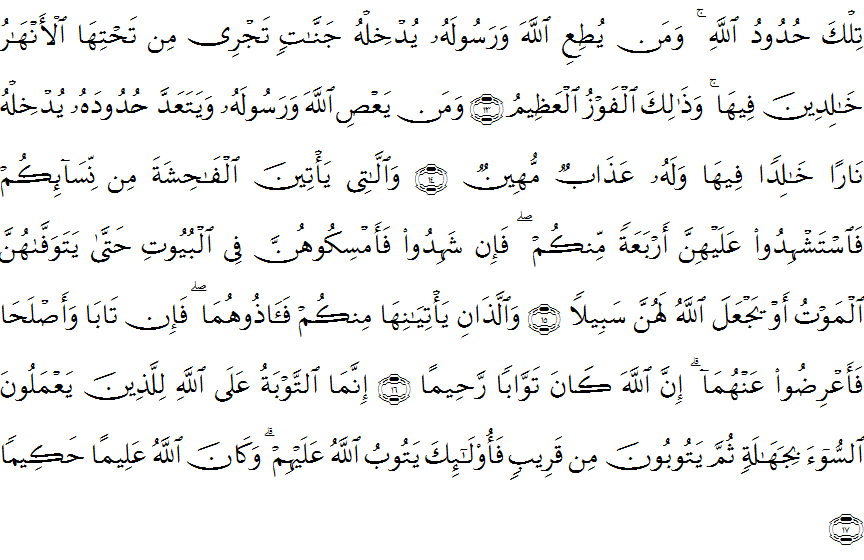 تِلْكَ حُدُودُ ٱللَّهِ ۚ وَمَن يُطِعِ ٱللَّهَ وَرَسُولَهُۥ يُدْخِلْهُ جَنَّـٰتٍ تَجْرِى مِن تَحْتِهَا ٱلْأَنْهَـٰرُ
خَـٰلِدِينَ فِيهَا ۚ وَذَٰلِكَ ٱلْفَوْزُ ٱلْعَظِيمُ ١٣ وَمَن يَعْصِ ٱللَّهَ وَرَسُولَهُۥ وَيَتَعَدَّ حُدُودَهُۥ يُدْخِلْهُ
نَارًا خَـٰلِدًا فِيهَا وَلَهُۥ عَذَابٌ مُّهِينٌ ١٤ وَٱلَّـٰتِى يَأْتِينَ ٱلْفَـٰحِشَةَ مِن نِّسَآئِكُمْ
فَٱسْتَشْهِدُوا۟ عَلَيْهِنَّ أَرْبَعَةً مِّنكُمْ ۖ فَإِن شَهِدُوا۟ فَأَمْسِكُوهُنَّ فِى ٱلْبُيُوتِ حَتَّىٰ يَتَوَفَّىٰهُنَّ
ٱلْمَوْتُ أَوْ يَجْعَلَ ٱللَّهُ لَهُنَّ سَبِيلًا ١٥ وَٱلَّذَانِ يَأْتِيَـٰنِهَا مِنكُمْ فَـَٔاذُوهُمَا ۖ فَإِن تَابَا وَأَصْلَحَا
فَأَعْرِضُوا۟ عَنْهُمَآ ۗ إِنَّ ٱللَّهَ كَانَ تَوَّابًا رَّحِيمًا ١٦ إِنَّمَا ٱلتَّوْبَةُ عَلَى ٱللَّهِ لِلَّذِينَ يَعْمَلُونَ
ٱلسُّوٓءَ بِجَهَـٰلَةٍ ثُمَّ يَتُوبُونَ مِن قَرِيبٍ فَأُو۟لَـٰٓئِكَ يَتُوبُ ٱللَّهُ عَلَيْهِمْ ۗ وَكَانَ ٱللَّهُ عَلِيمًا حَكِيمًا
١٧